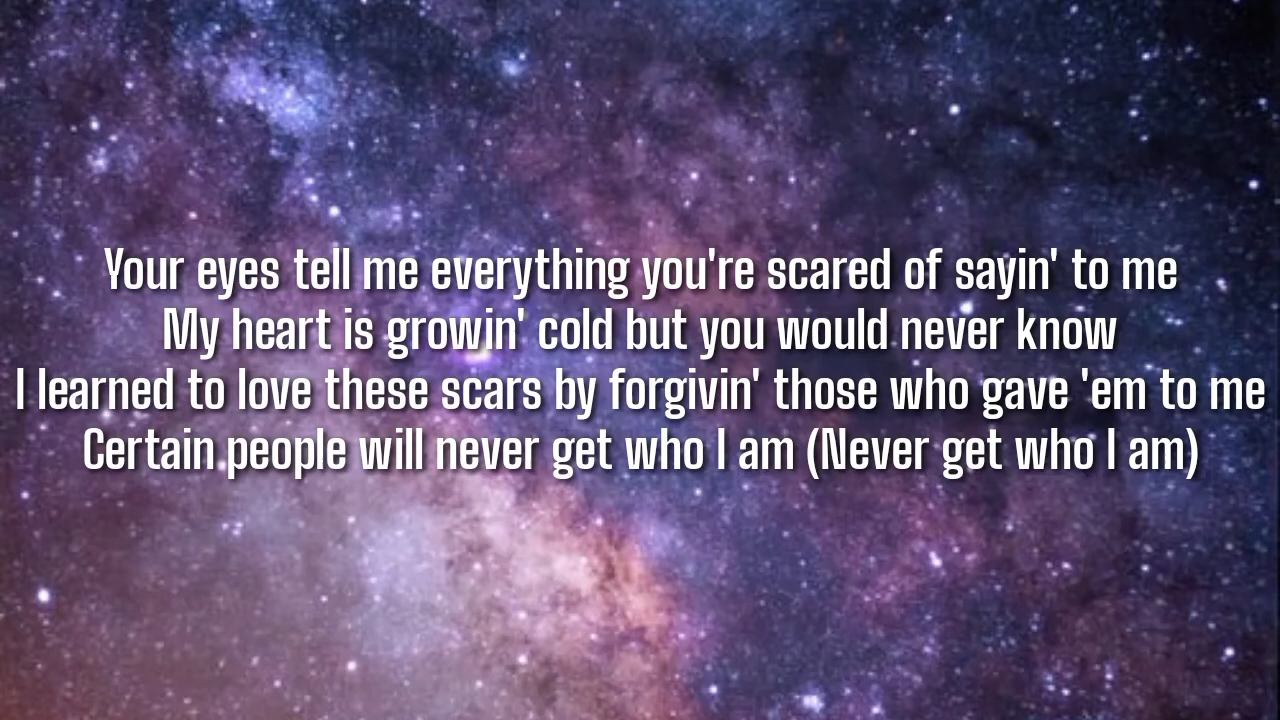 Your eyes tell me everything you're scared of sayin' to me
My heart is growin' cold but you would never know
I learned to love these scars by forgivin' those who gave 'em to me
Certain people will never get who I am (Never get who I am)